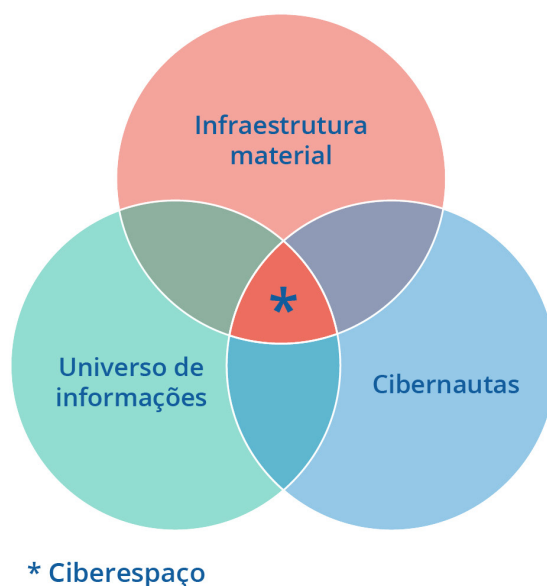 Infraestrutura
material
*
Universo de
informações
Cibernautas
* Ciberespaço